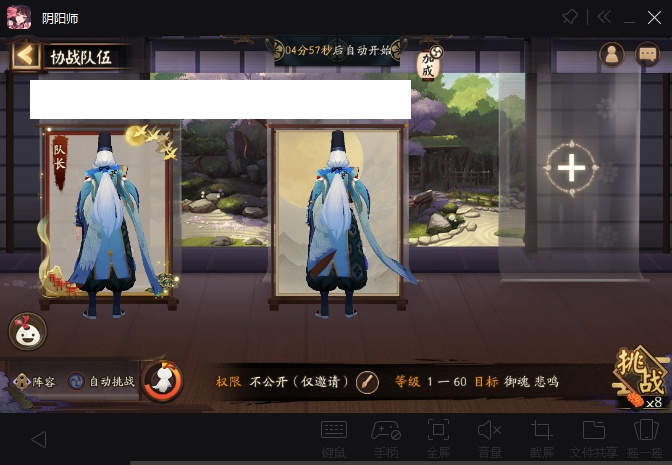 阴阳师
协战队伍
04分57秒后自动开始
加成
队长
阵容
自动挑战
权限 不公开（仅邀请）
等级 1 一 60 目标 御魂 悲鸣
挑战
x8
键鼠
手柄
全屏
音量
截屏
文件共享
摇一摇